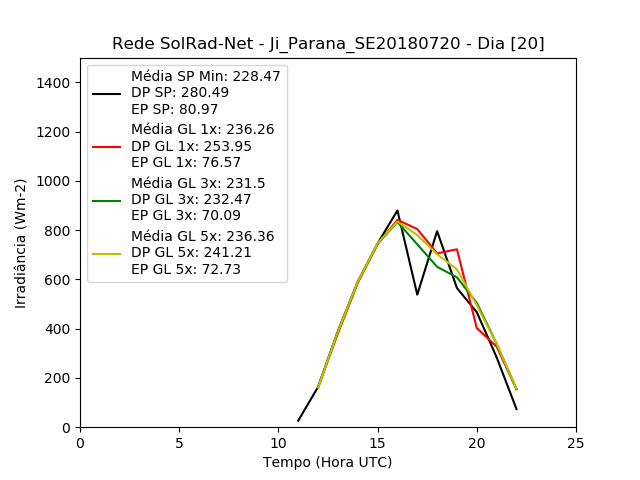 Rede SolRad-Net - Ji_Parana_SE20180720 - Dia [20]
Média SP Min: 228.47
DP SP: 280.49
EP SP: 80.97
Média GL 1x: 236.26
DP GL 1x: 253.95
EP GL 1x: 76.57
Média GL 3x: 231.5
DP GL 3x: 232.47
EP GL 3x: 70.09
Média GL 5x: 236.36
DP GL 5x: 241.21
EP GL 5x: 72.73
Irradiância (Wm-2)
1400
1200
1000
800
600
400
200
0
0 5 10 15 20 25
Tempo (Hora UTC)